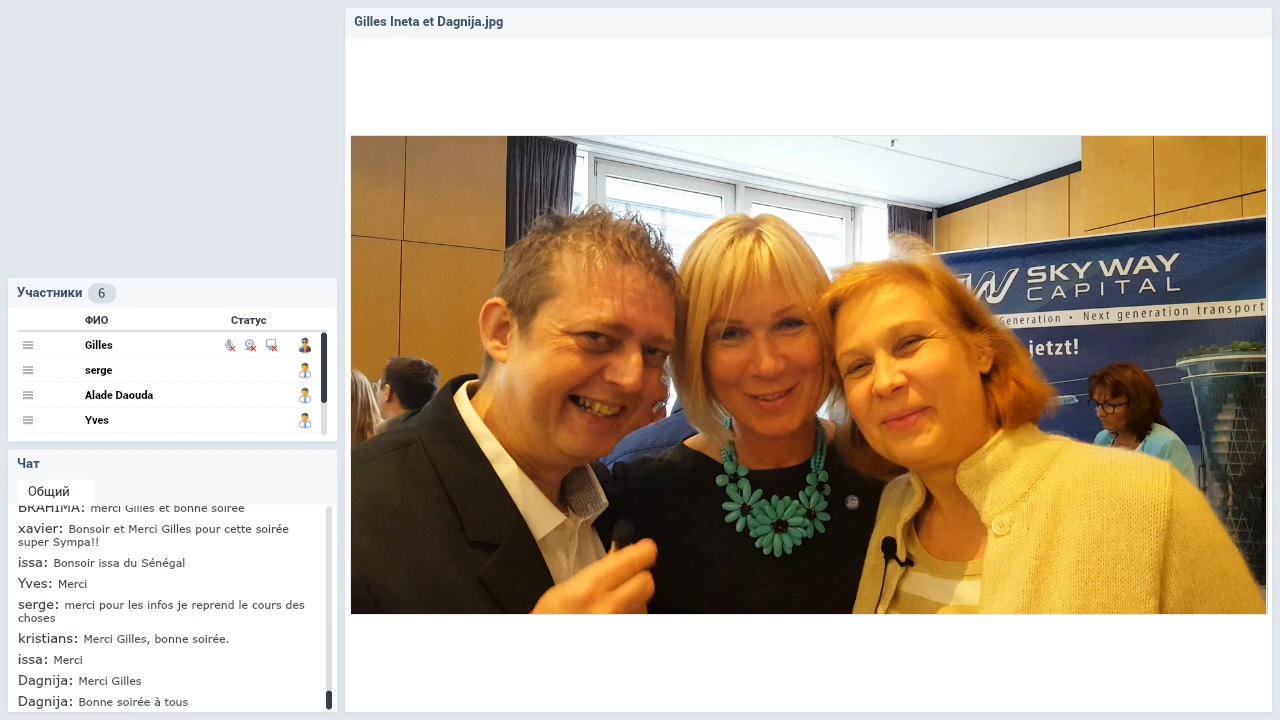 Gilles Ineta et Dagnija.jpg
SKY WAY
CAPITAL
Generation • Next generation transport
jetzt!
Участники 6
ФИО Статус
Gilles
serge
Alade Daouda
Yves
Чат
Общий
BRAHIMA: merci Gilles et bonne soirée
xavier: Bonsoir et Merci Gilles pour cette soirée
super Sympa!!
issa: Bonsoir issa du Sénégal
Yves: Merci
serge: merci pour les infos je reprend le cours des
choses
kristians: Merci Gilles, bonne soirée.
issa: Merci
Dagnija: Merci Gilles
Dagnija: Bonne soirée à tous